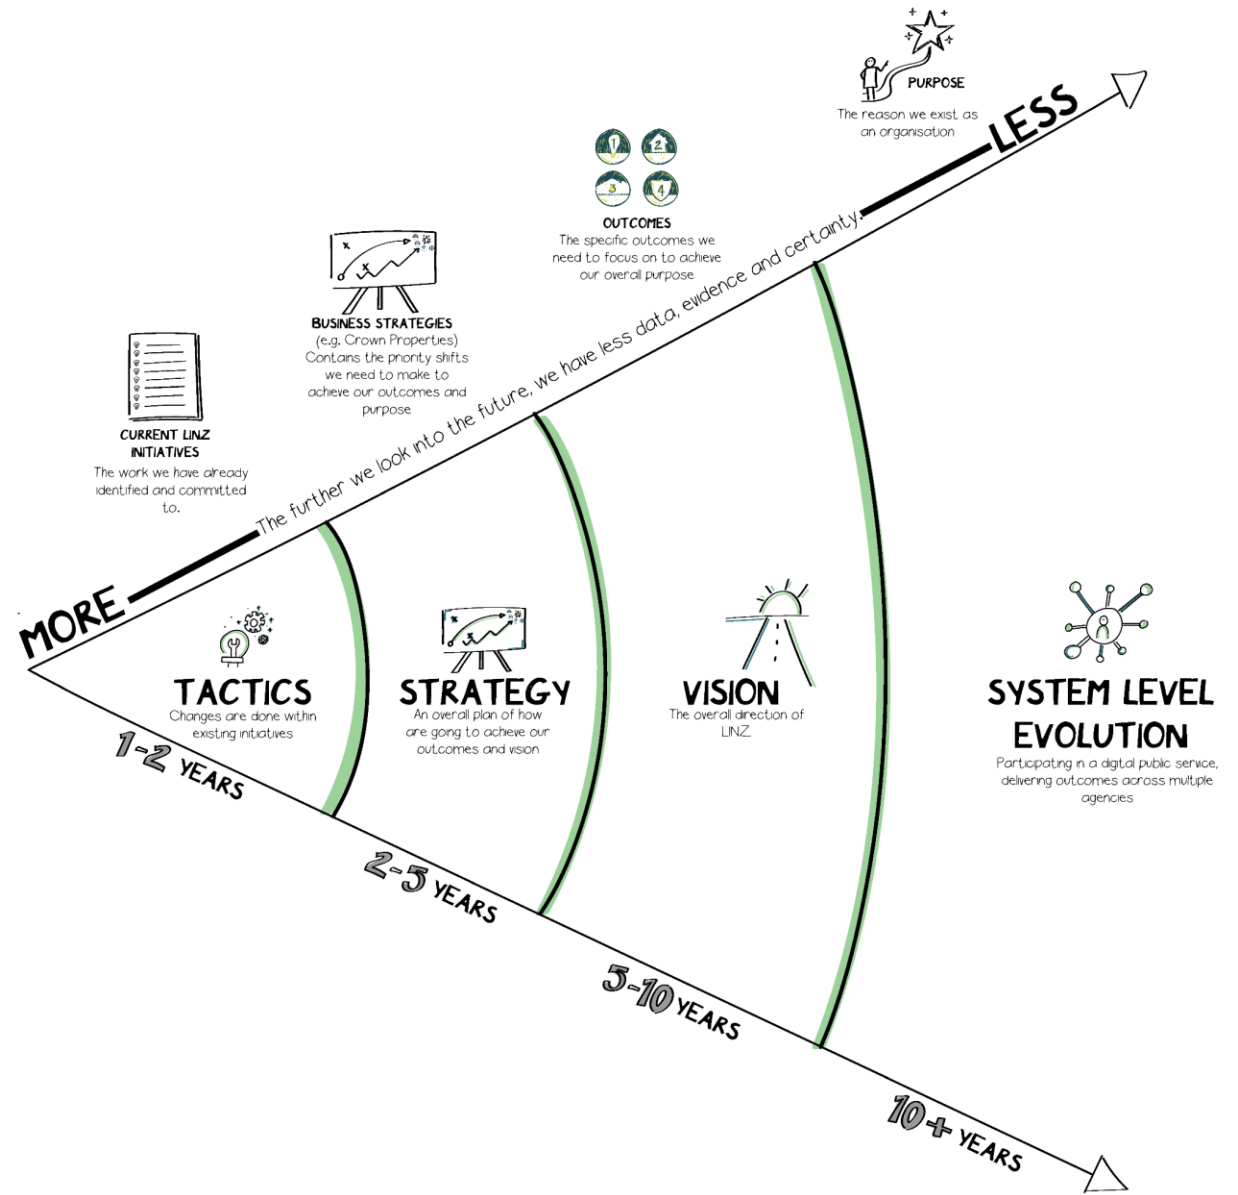 PURPOSE
The reason we exist as
an organisation
LESS
1
2
3
4
OUTCOMES
The specific outcomes we
need to focus on to achieve
our overall purpose
BUSINESS STRATEGIES
(e.g. Crown Properties)
Contains the priority shifts
we need to make to
achieve our outcomes and
purpose
CURRENT LINZ
INITIATIVES
The work we have already
identified and committed
to.
The further we look into the future, we have less data, evidence and certainty.
MORE
TACTICS
Changes are done within
existing initiatives
STRATEGY
An overall plan of how
are going to achieve our
outcomes and vision
VISION
The overall direction of
LINZ
SYSTEM LEVEL
EVOLUTION
Participating in a digital public service,
delivering outcomes across multiple
agencies
1-2 YEARS
2-5 YEARS
5-10 YEARS
10+ YEARS